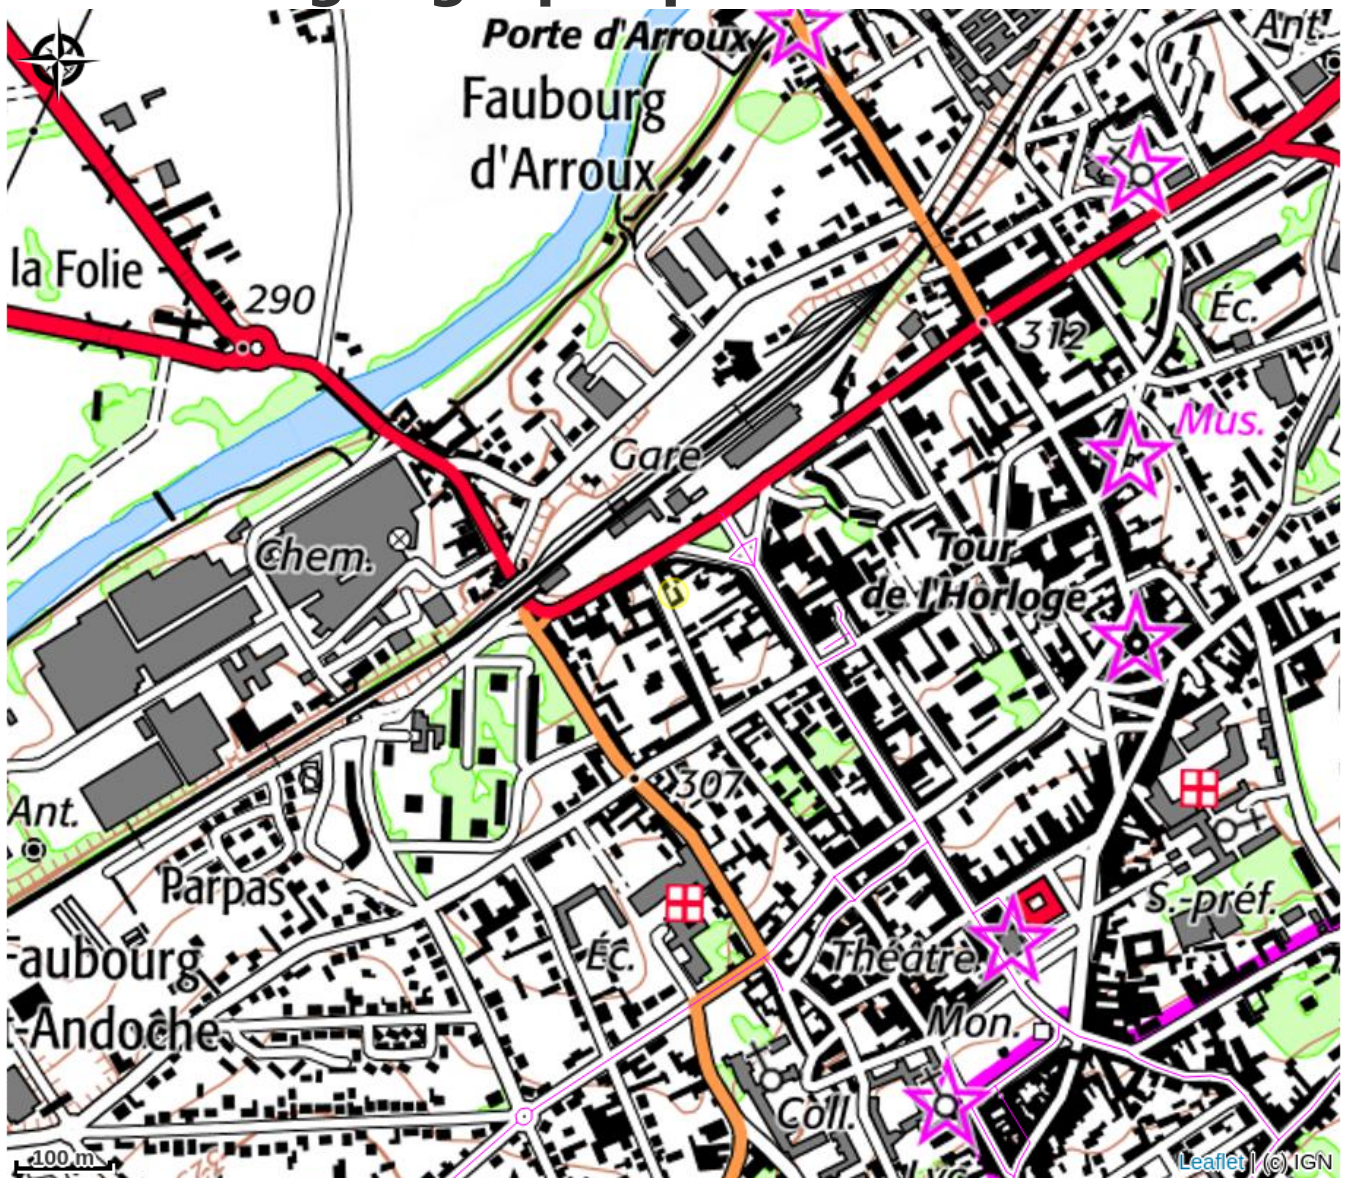 Porte d'Arroux
Ant.
Faubourg
d'Arroux
la Folie
290
312
Éc.
Mus.
Gare
Chem.
Tour
de l'Horloge
307
Ant.
Parpas
S.-préf.
Éc.
Théâtre
Faubourg
t-Andoche
Mon.
Coll.
100 m
Leaflet | (c) IGN